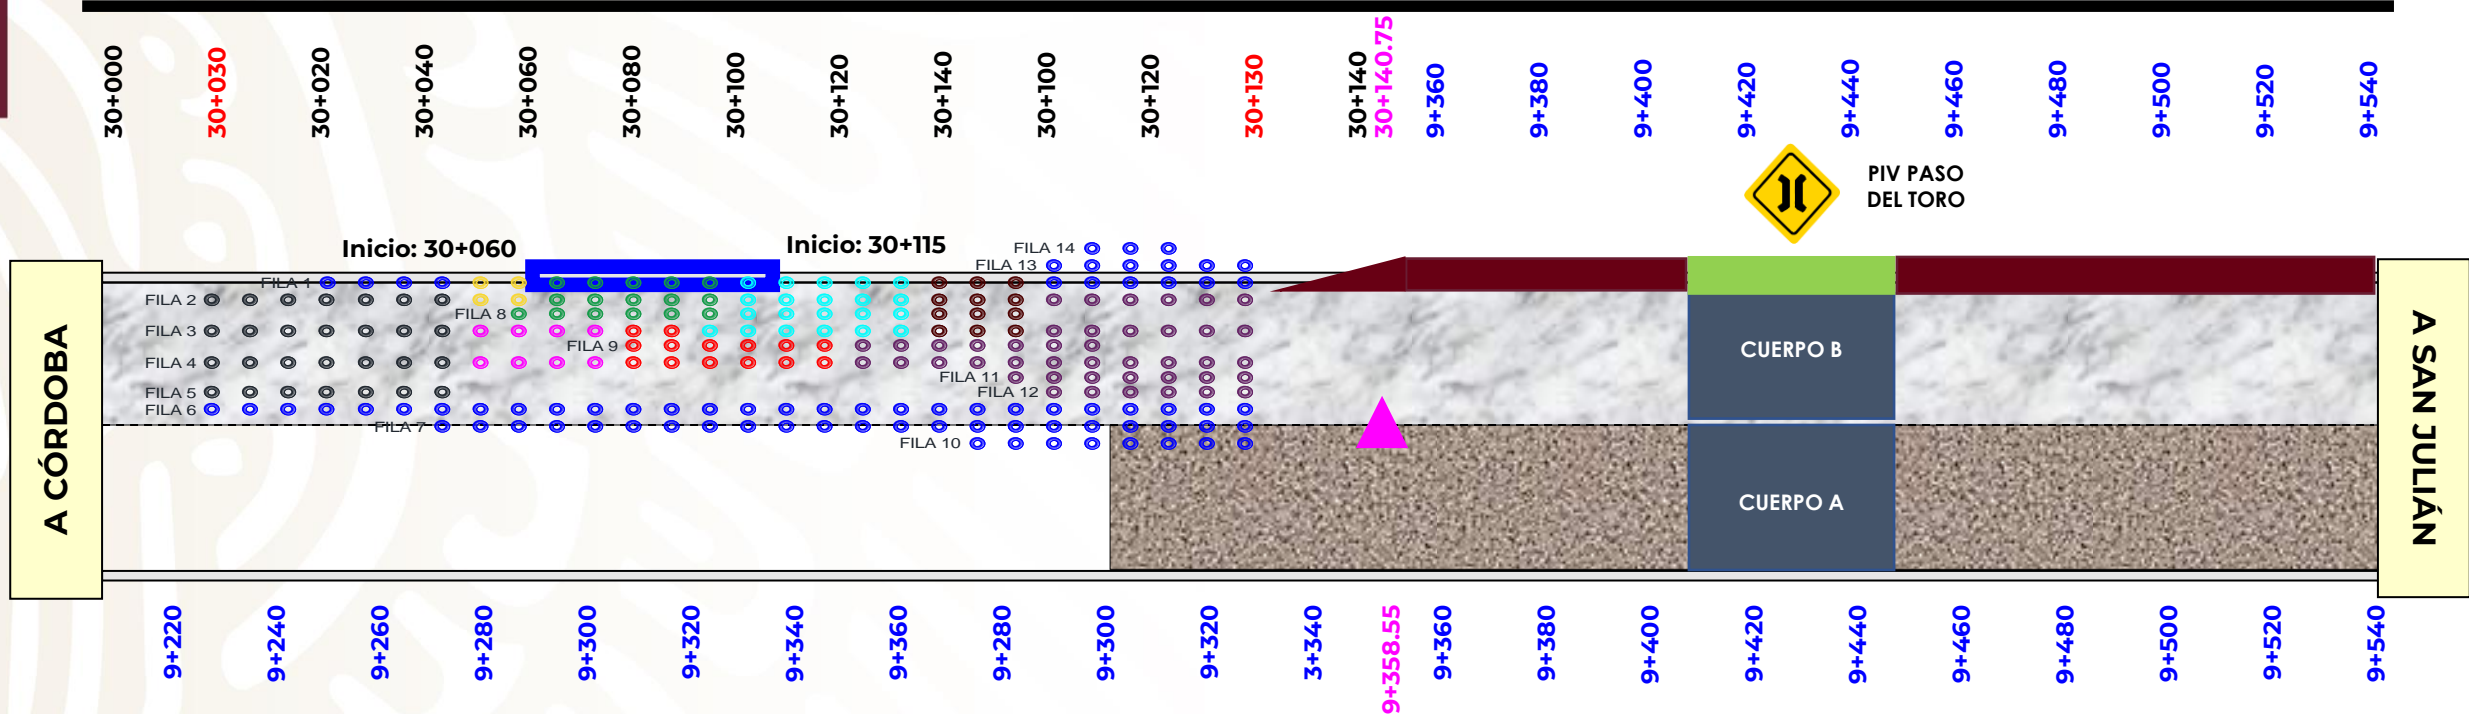 30+000
30+030
30+020
30+040
30+060
30+080
30+100
30+120
30+140
30+100
30+120
30+130
30+140
30+140.75
9+360
9+380
9+400
9+420
9+440
9+460
9+480
9+500
9+520
9+540
PIV PASO
DEL TORO
Inicio: 30+060
Inicio: 30+115
FILA 14
FILA 13
FILA 1
FILA 2
FILA 8
FILA 3
FILA 9
FILA 4
FILA 11
FILA 5
FILA 12
FILA 6
FILA 7
FILA 10
A CÓRDOBA
CUERPO B
CUERPO A
A SAN JULIÁN
9+220
9+240
9+260
9+280
9+300
9+320
9+340
9+360
9+280
9+300
9+320
3+340
9+358.55
9+360
9+380
9+400
9+420
9+440
9+460
9+480
9+500
9+520
9+540